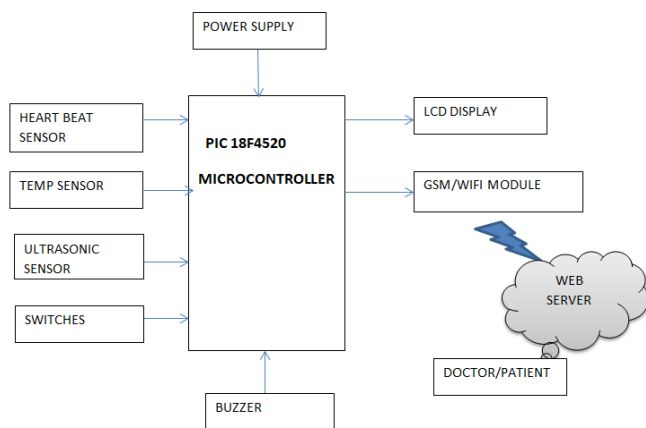 POWER SUPPLY
HEART BEAT
SENSOR
TEMP SENSOR
ULTRASONIC
SENSOR
SWITCHES
PIC 18F4520
MICROCONTROLLER
LCD DISPLAY
GSM/WIFI MODULE
WEB
SERVER
DOCTOR/PATIENT
BUZZER